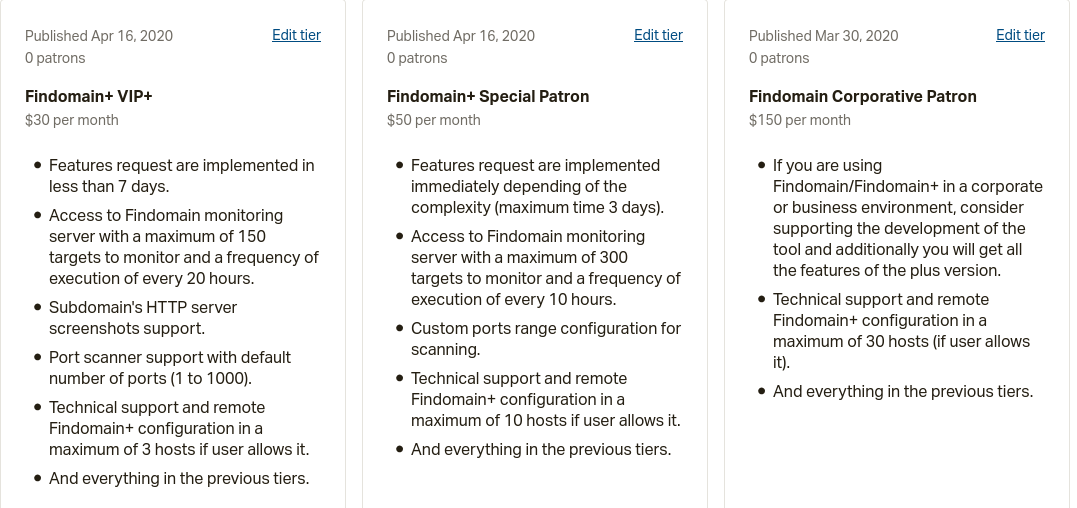 Published Apr 16, 2020
Edit tier
0 patrons
Findomain+ VIP+
$30 per month
● Features request are implemented in
less than 7 days.
● Access to Findomain monitoring
server with a maximum of 150
targets to monitor and a frequency of
execution of every 20 hours.
● Subdomain's HTTP server
screenshots support.
● Port scanner support with default
number of ports (1 to 1000).
● Technical support and remote
Findomain+ configuration in a
maximum of 3 hosts if user allows it.
● And everything in the previous tiers.
Published Apr 16, 2020
Edit tier
0 patrons
Findomain+ Special Patron
$50 per month
● Features request are implemented
immediately depending of the
complexity (maximum time 3 days).
● Access to Findomain monitoring
server with a maximum of 300
targets to monitor and a frequency of
execution of every 10 hours.
● Custom ports range configuration for
scanning.
● Technical support and remote
Findomain+ configuration in a
maximum of 10 hosts if user allows it.
● And everything in the previous tiers.
Published Mar 30, 2020
Edit tier
0 patrons
Findomain Corporative Patron
$150 per month
● If you are using
Findomain/Findomain+ in a corporate
or business environment, consider
supporting the development of the
tool and additionally you will get all
the features of the plus version.
● Technical support and remote
Findomain+ configuration in a
maximum of 30 hosts (if user allows
it).
● And everything in the previous tiers.